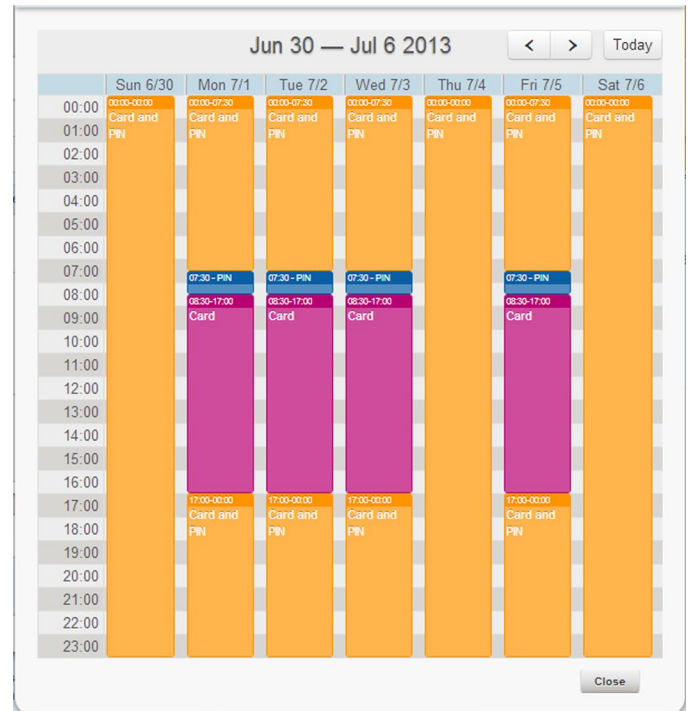 Jun 30 — Jul 6 2013
< > Today
Sun 6/30 Mon 7/1 Tue 7/2 Wed 7/3 Thu 7/4 Fri 7/5 Sat 7/6
00:00 00:00-00:00 00:00-07:30 00:00-07:30 00:00-07:30 00:00-00:00 00:00-07:30 00:00-00:00
Card and Card and Card and Card and Card and Card and Card and
01:00 PIN PIN PIN PIN PIN PIN PIN
02:00
03:00
04:00
05:00
06:00
07:00 07:30 - PIN 07:30 - PIN 07:30 - PIN 07:30 - PIN
08:00 08:30-17:00 08:30-17:00 08:30-17:00 08:30-17:00
09:00 Card Card Card Card
10:00
11:00
12:00
13:00
14:00
15:00
16:00
17:00 17:00-00:00 17:00-00:00 17:00-00:00 17:00-00:00
Card and Card and Card and Card and
18:00 PIN PIN PIN PIN
19:00
20:00
21:00
22:00
23:00
Close